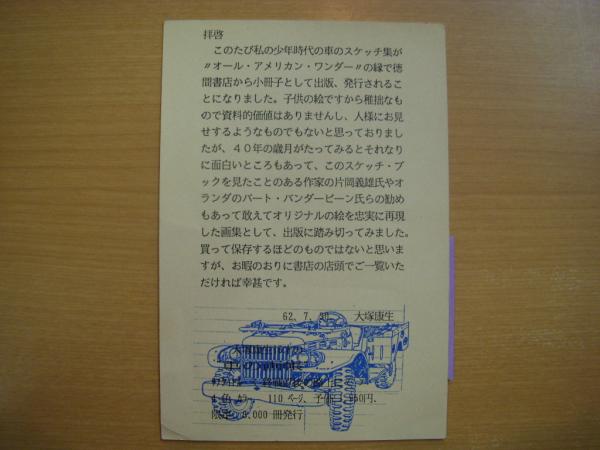 拝啓
このたび私の少年時代の車のスケッチ集が
〃オール・アメリカン・ワンダー〃の縁で徳
間書店から小冊子として出版、発行されるこ
とになりました。子供の絵ですから稚拙なも
ので資料的価値はありませんし、人様にお見
せするようなものでもないと思っておりまし
たが、４０年の歳月がたってみるとそれなり
に面白いところもあって、このスケッチ・ブ
ックを見たことのある作家の片岡義雄氏やオ
ランダのバート・バンダービーン氏らの勧め
もあって敢えてオリジナルの絵を忠実に再現
した画集として、出版に踏み切ってみました。
買って保存するほどのものではないと思いま
すが、お暇のおりに書店の店頭でご一覧いた
だければ幸甚です。
62、7、30 大塚康生
4色 カラー 110 ページ、予価
限定 000 冊発行